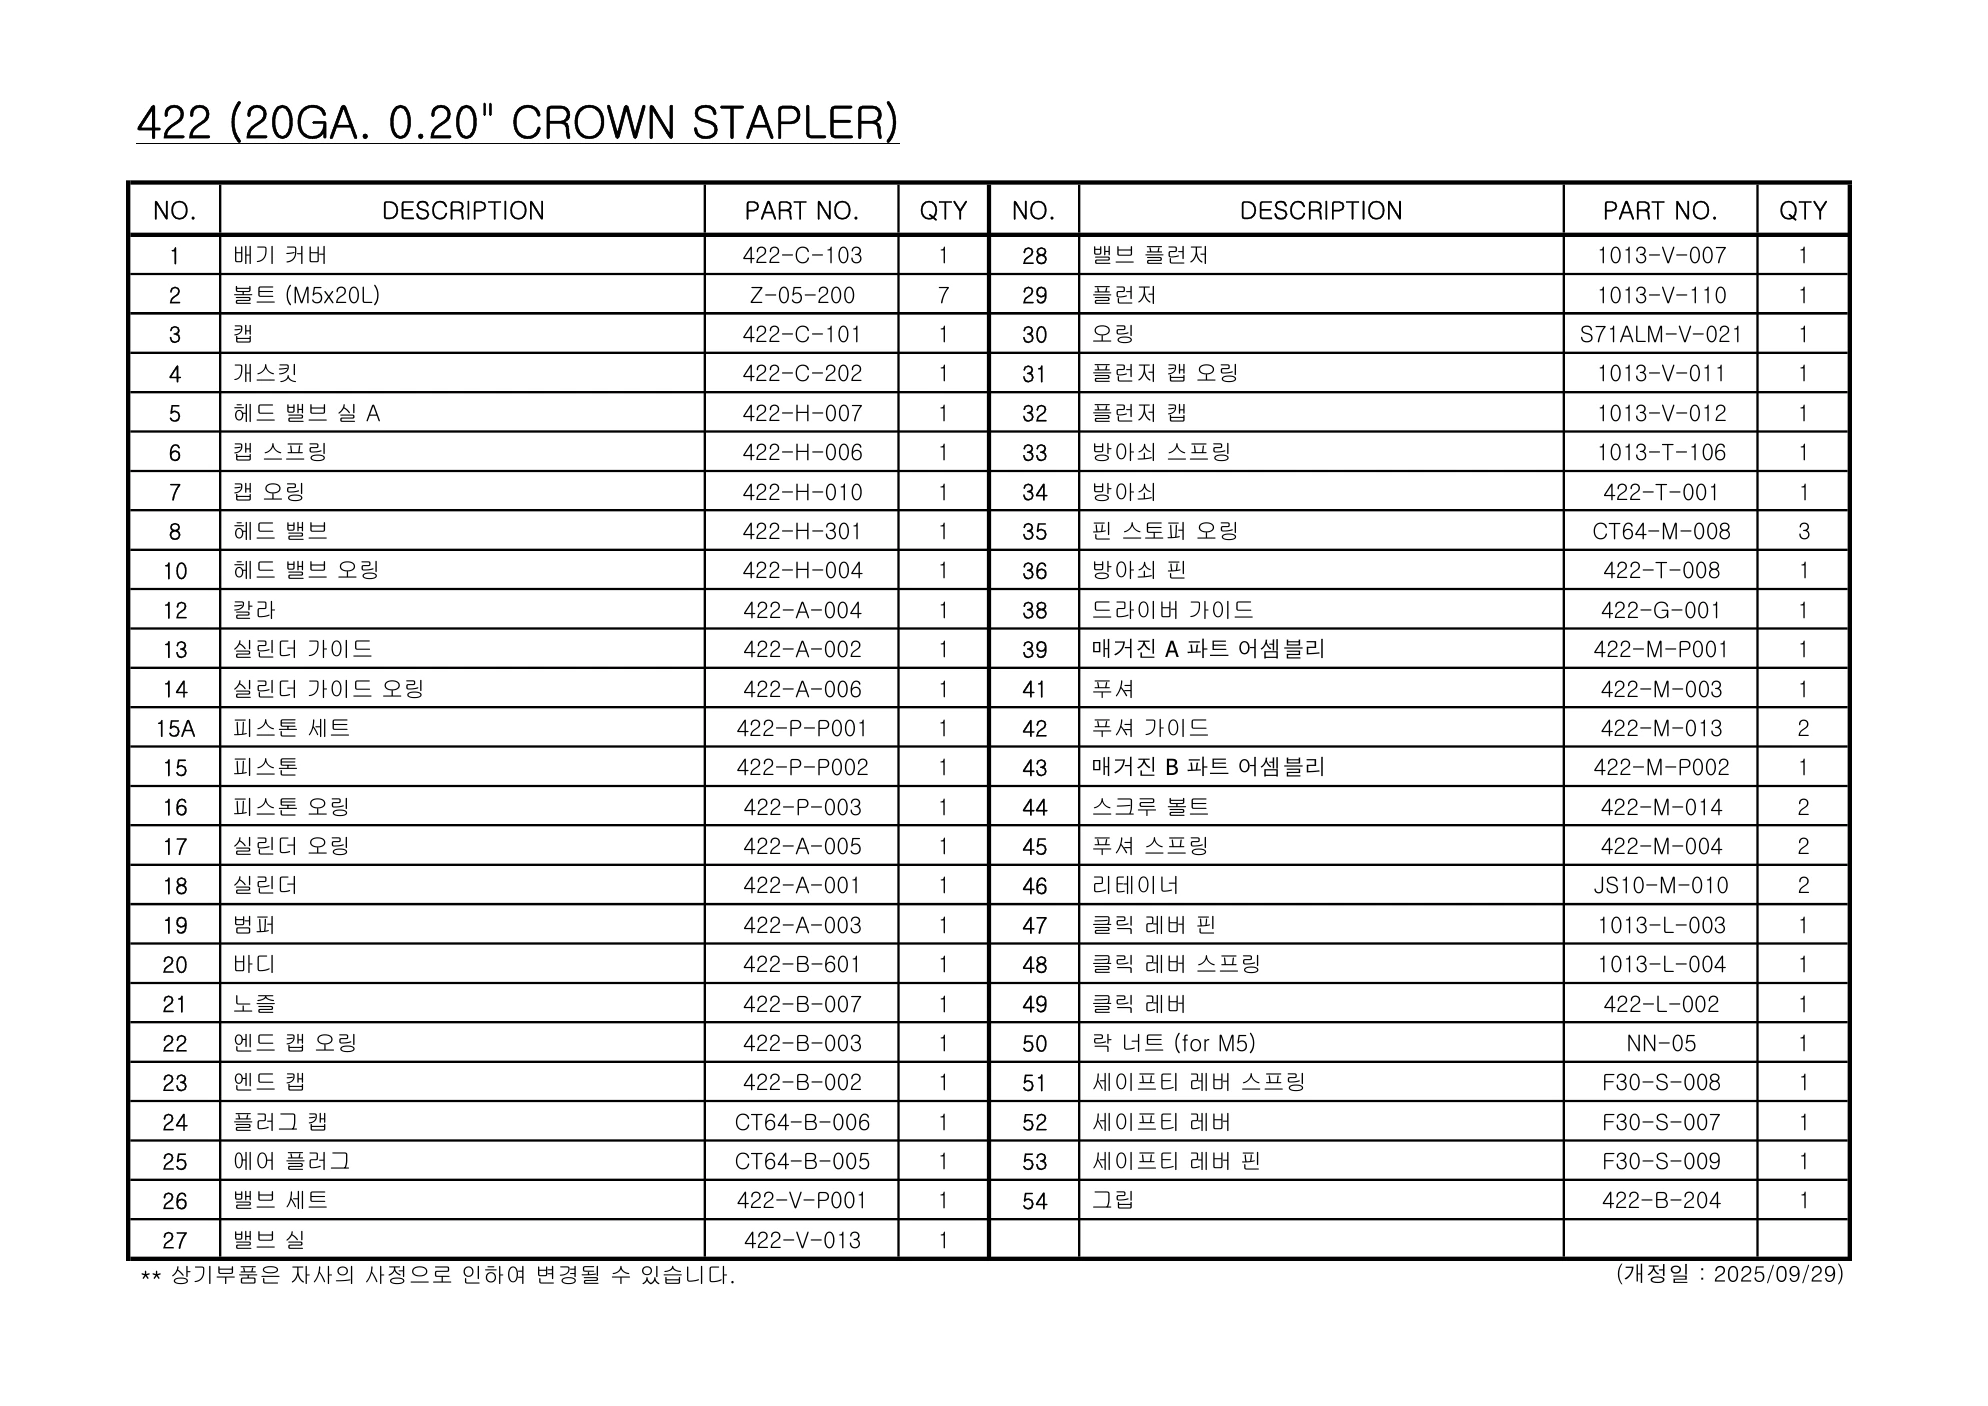 422 (20GA. 0.20" CROWN STAPLER)
NO. DESCRIPTION PART NO. QTY NO. DESCRIPTION PART NO. QTY
1 배기 커버 422-C-103 1 28 밸브 플런저 1013-V-007 1
2 볼트 (M5x20L) Z-05-200 7 29 플런저 1013-V-110 1
3 캡 422-C-101 1 30 오링 S71ALM-V-021 1
4 개스킷 422-C-202 1 31 플런저 캡 오링 1013-V-011 1
5 헤드 밸브 실 A 422-H-007 1 32 플런저 캡 1013-V-012 1
6 캡 스프링 422-H-006 1 33 방아쇠 스프링 1013-T-106 1
7 캡 오링 422-H-010 1 34 방아쇠 422-T-001 1
8 헤드 밸브 422-H-301 1 35 핀 스토퍼 오링 CT64-M-008 3
10 헤드 밸브 오링 422-H-004 1 36 방아쇠 핀 422-T-008 1
12 칼라 422-A-004 1 38 드라이버 가이드 422-G-001 1
13 실린더 가이드 422-A-002 1 39 매거진 A 파트 어셈블리 422-M-P001 1
14 실린더 가이드 오링 422-A-006 1 41 푸셔 422-M-003 1
15A 피스톤 세트 422-P-P001 1 42 푸셔 가이드 422-M-013 2
15 피스톤 422-P-P002 1 43 매거진 B 파트 어셈블리 422-M-P002 1
16 피스톤 오링 422-P-003 1 44 스크루 볼트 422-M-014 2
17 실린더 오링 422-A-005 1 45 푸셔 스프링 422-M-004 2
18 실린더 422-A-001 1 46 리테이너 JS10-M-010 2
19 범퍼 422-A-003 1 47 클릭 레버 핀 1013-L-003 1
20 바디 422-B-601 1 48 클릭 레버 스프링 1013-L-004 1
21 노즐 422-B-007 1 49 클릭 레버 422-L-002 1
22 엔드 캡 오링 422-B-003 1 50 락 너트 (for M5) NN-05 1
23 엔드 캡 422-B-002 1 51 세이프티 레버 스프링 F30-S-008 1
24 플러그 캡 CT64-B-006 1 52 세이프티 레버 F30-S-007 1
25 에어 플러그 CT64-B-005 1 53 세이프티 레버 핀 F30-S-009 1
26 밸브 세트 422-V-P001 1 54 그립 422-B-204 1
27 밸브 실 422-V-013 1
** 상기부품은 자사의 사정으로 인하여 변경될 수 있습니다. (개정일 : 2025/09/29)